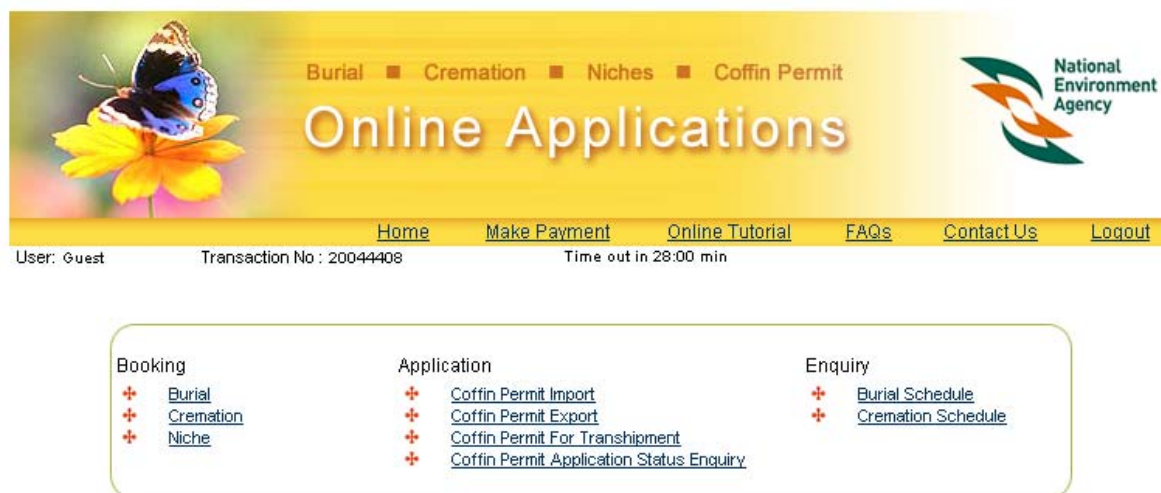 Burial ■ Cremation ■ Niches ■ Coffin Permit
Online Applications
National
Environment
Agency
Home Make Payment Online Tutorial FAQs Contact Us Logout
User: Guest Transaction No : 20044408 Time out in 28:00 min
Booking
Burial
Cremation
Niche
Application
Coffin Permit Import
Coffin Permit Export
Coffin Permit For Transhipment
Coffin Permit Application Status Enquiry
Enquiry
Burial Schedule
Cremation Schedule